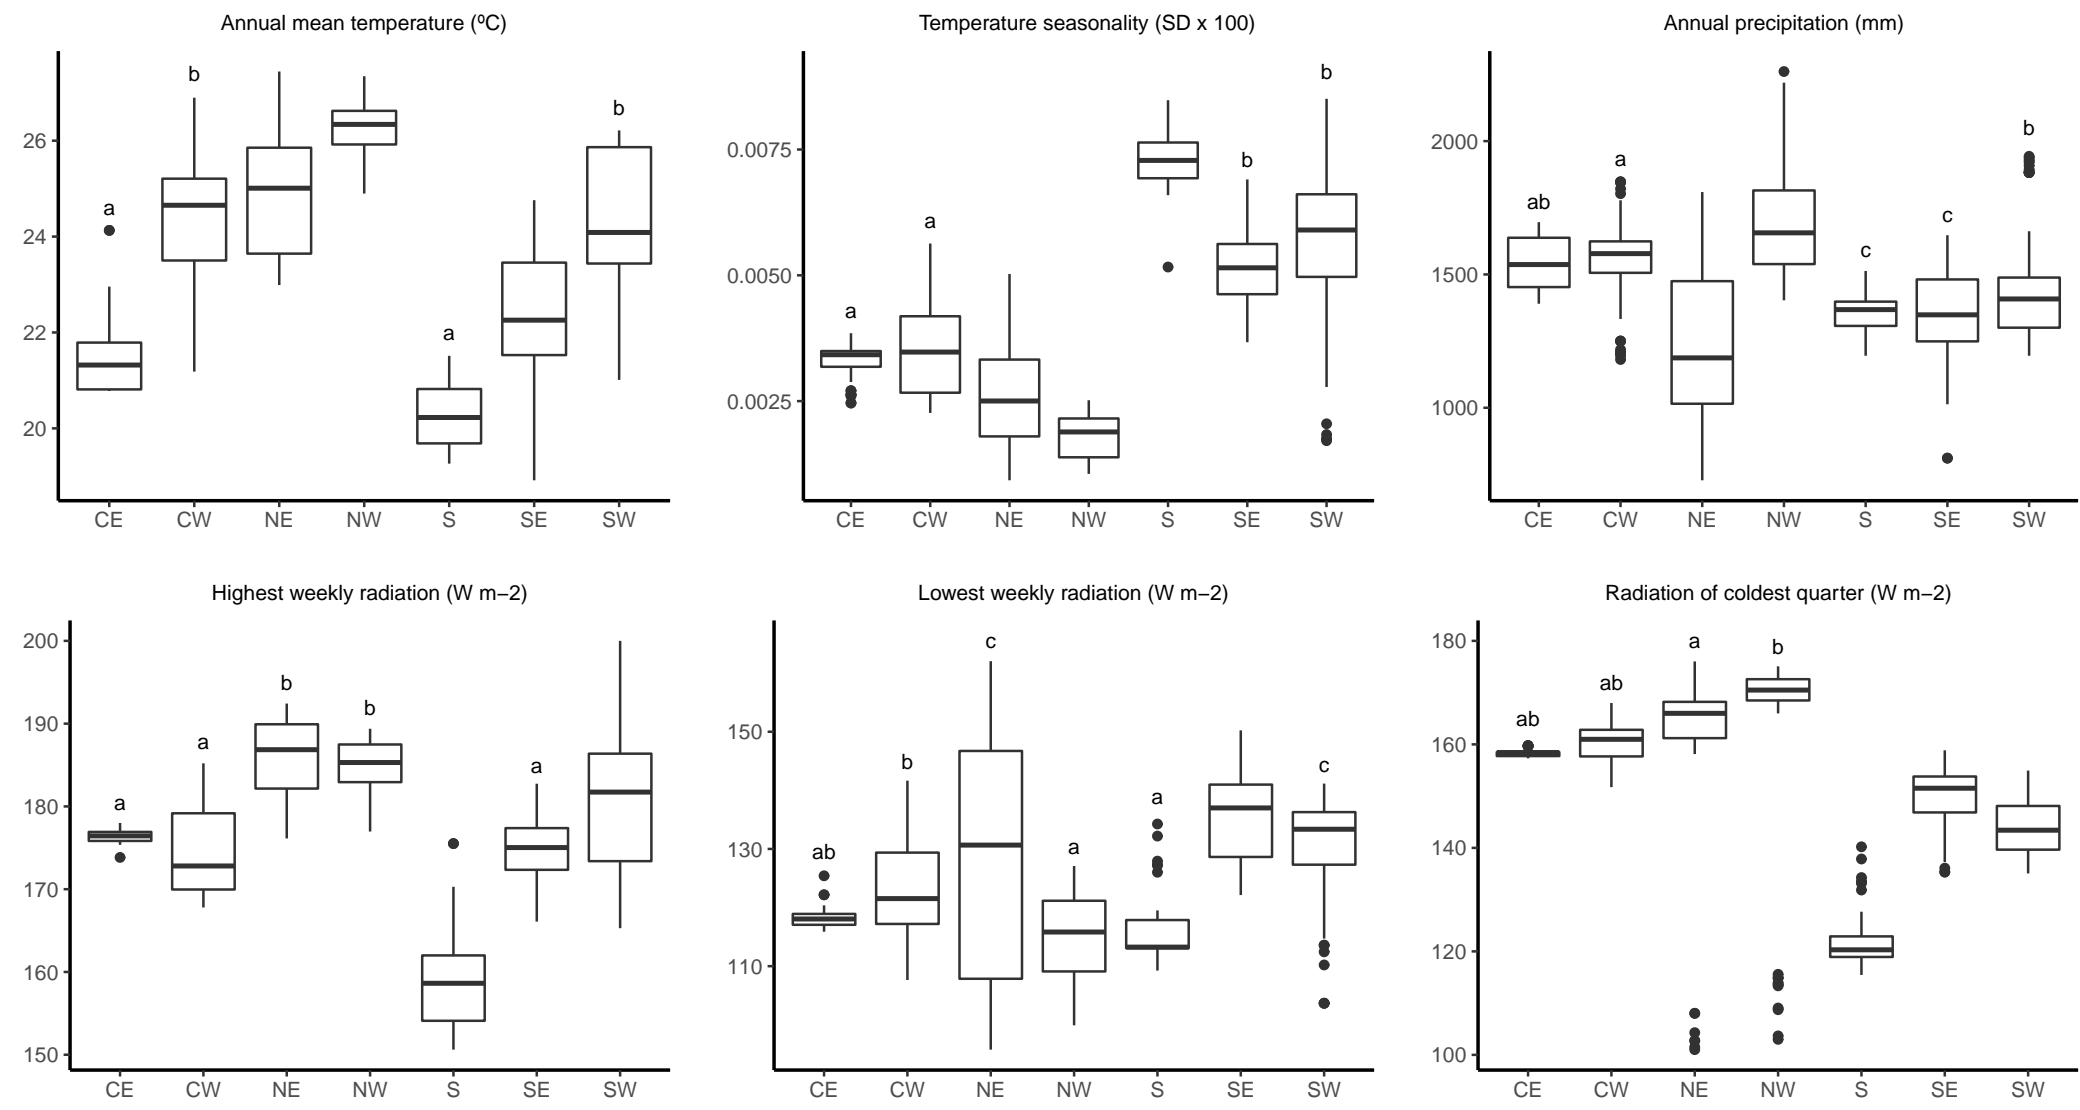 Annual mean temperature (ºC)
26
24
22
20
a
b
a
b
CE CW NE NW S SE SW
Temperature seasonality (SD x 100)
0.0075
0.0050
0.0025
a
a
b
b
CE CW NE NW S SE SW
Annual precipitation (mm)
2000
1500
1000
ab
a
c
c
b
CE CW NE NW S SE SW
Highest weekly radiation (W m−2)
200
190
180
170
160
150
a
a
b
b
a
CE CW NE NW S SE SW
Lowest weekly radiation (W m−2)
150
130
110
ab
b
c
a
a
c
CE CW NE NW S SE SW
Radiation of coldest quarter (W m−2)
180
160
140
120
100
ab
ab
a
b
CE CW NE NW S SE SW